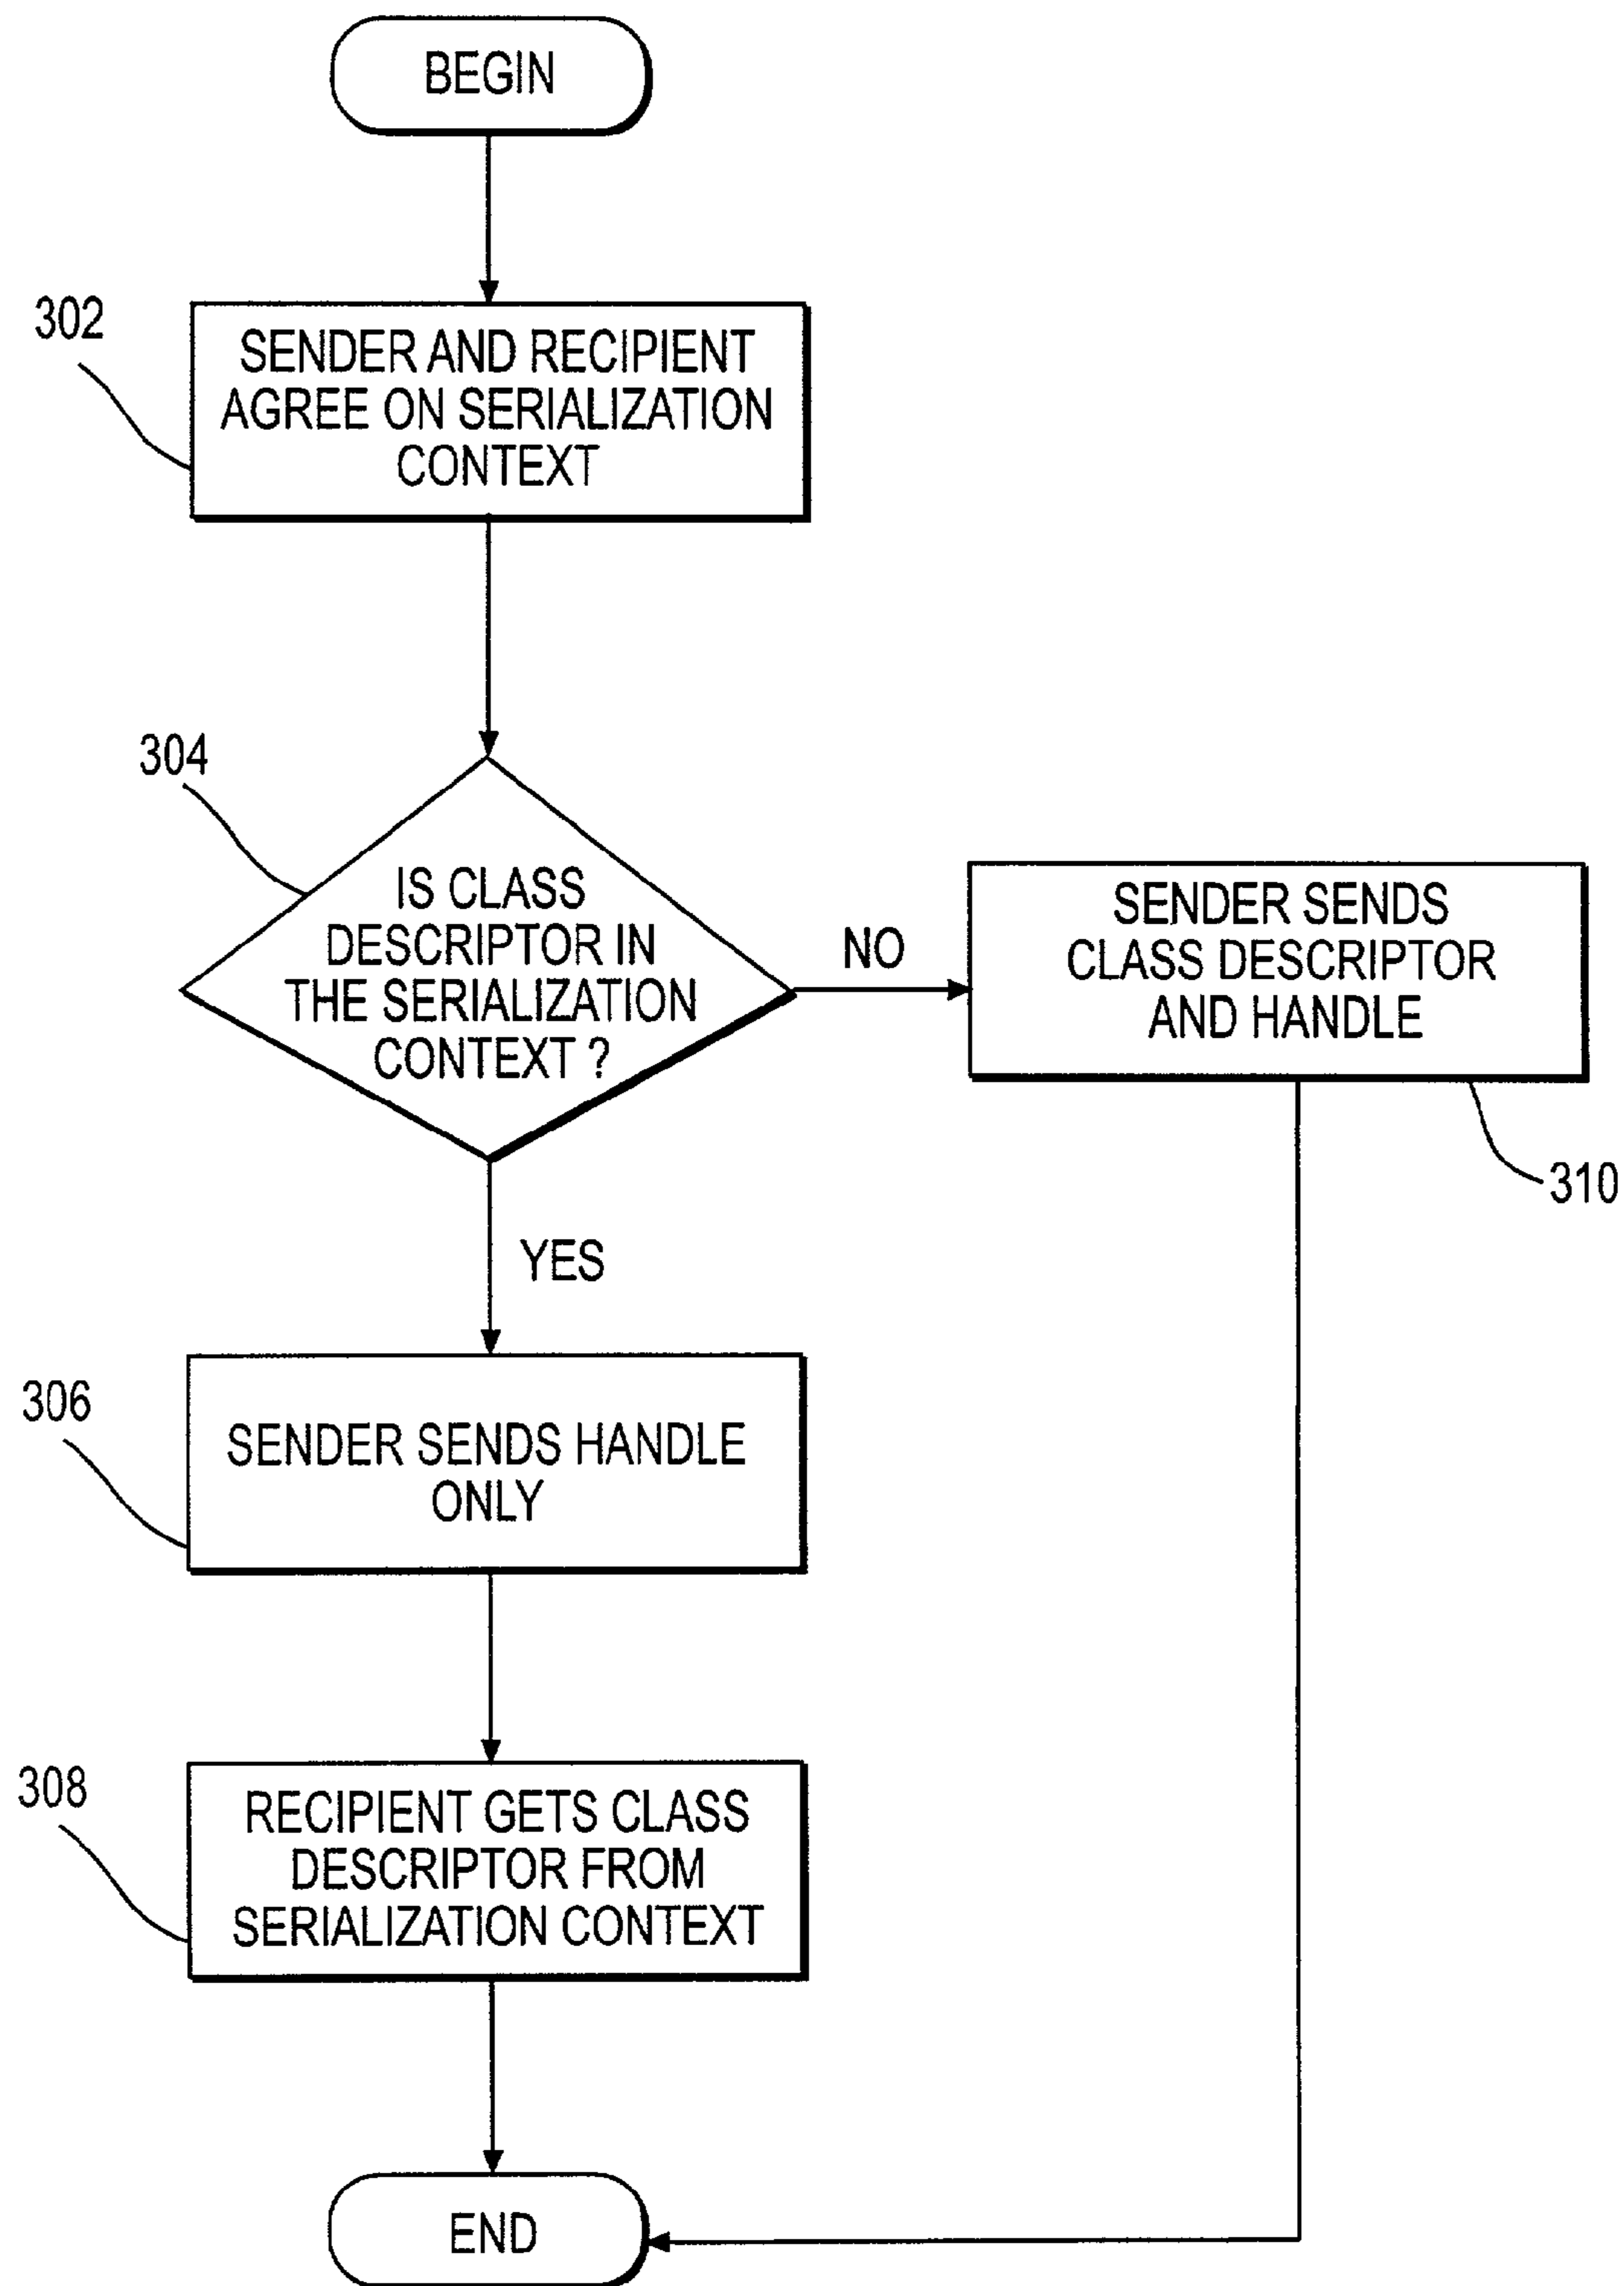 BEGIN
302
SENDER AND RECIPIENT
AGREE ON SERIALIZATION
CONTEXT
304
IS CLASS
DESCRIPTOR IN
THE SERIALIZATION
CONTEXT ?
NO
SENDER SENDS
CLASS DESCRIPTOR
AND HANDLE
310
YES
306
SENDER SENDS HANDLE
ONLY
308
RECIPIENT GETS CLASS
DESCRIPTOR FROM
SERIALIZATION CONTEXT
END